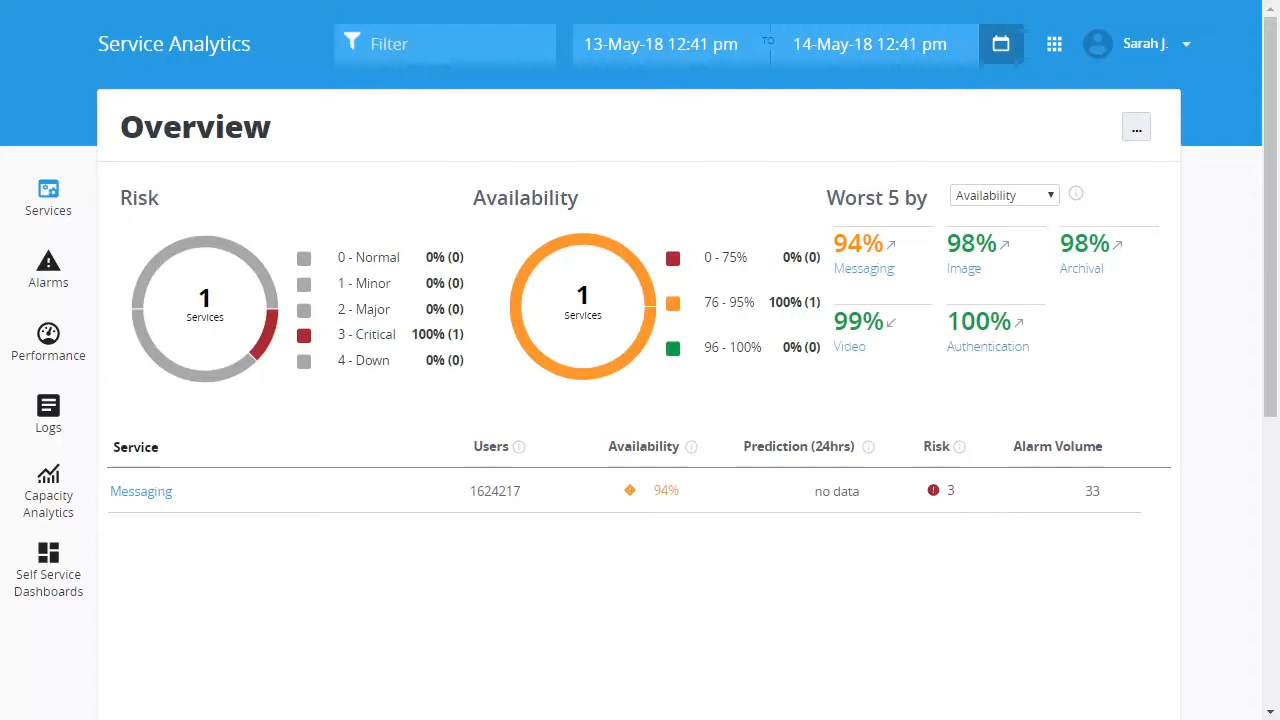 Service Analytics
Filter
13-May-18 12:41 pm TO 14-May-18 12:41 pm
Sarah J.
Overview
...
Services
Alarms
Performance
Logs
Capacity
Analytics
Self Service
Dashboards
Risk
1
Services
0 - Normal 0% (0)
1 - Minor 0% (0)
2 - Major 0% (0)
3 - Critical 100% (1)
4 - Down 0% (0)
Availability
1
Services
0 - 75% 0% (0)
76 - 95% 100% (1)
96 - 100% 0% (0)
Worst 5 by Availability
94% 98% 98%
Messaging Image Archival
99% 100%
Video Authentication
Service Users Availability Prediction (24hrs) Risk Alarm Volume
Messaging 1624217 94% no data 3 33